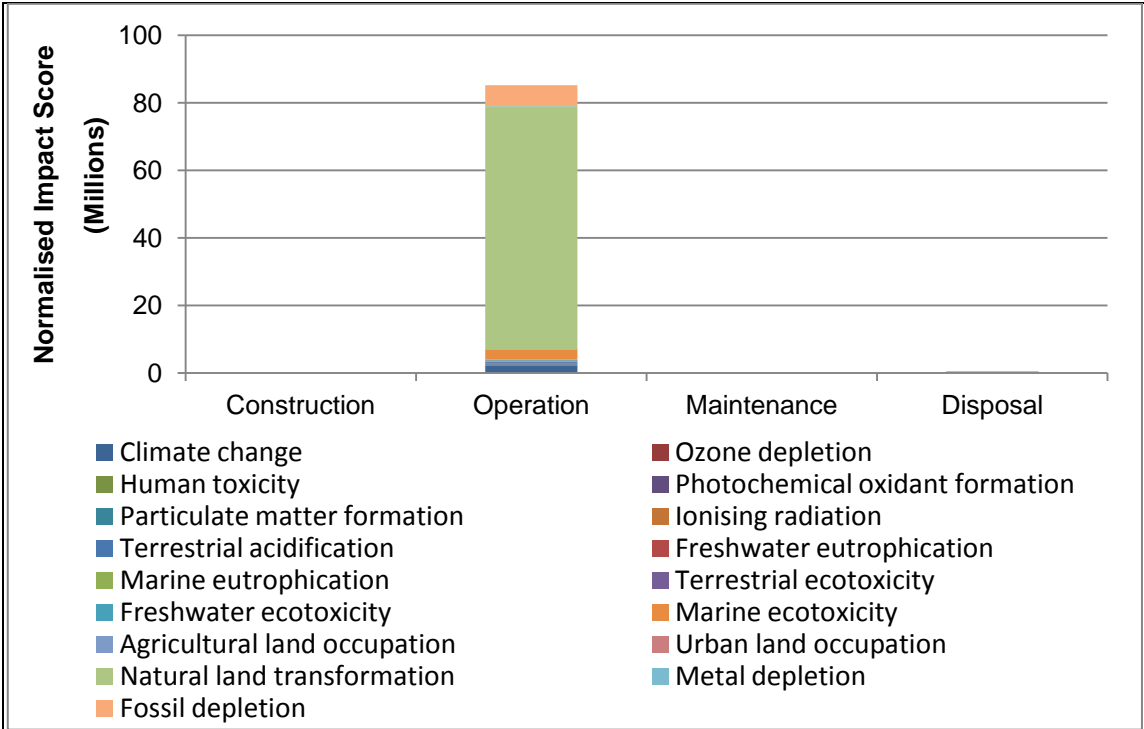 Normalised Impact Score
(Millions)
100
80
60
40
20
0
Construction Operation Maintenance Disposal
Climate change Ozone depletion
Human toxicity Photochemical oxidant formation
Particulate matter formation Ionising radiation
Terrestrial acidification Freshwater eutrophication
Marine eutrophication Terrestrial ecotoxicity
Freshwater ecotoxicity Marine ecotoxicity
Agricultural land occupation Urban land occupation
Natural land transformation Metal depletion
Fossil depletion